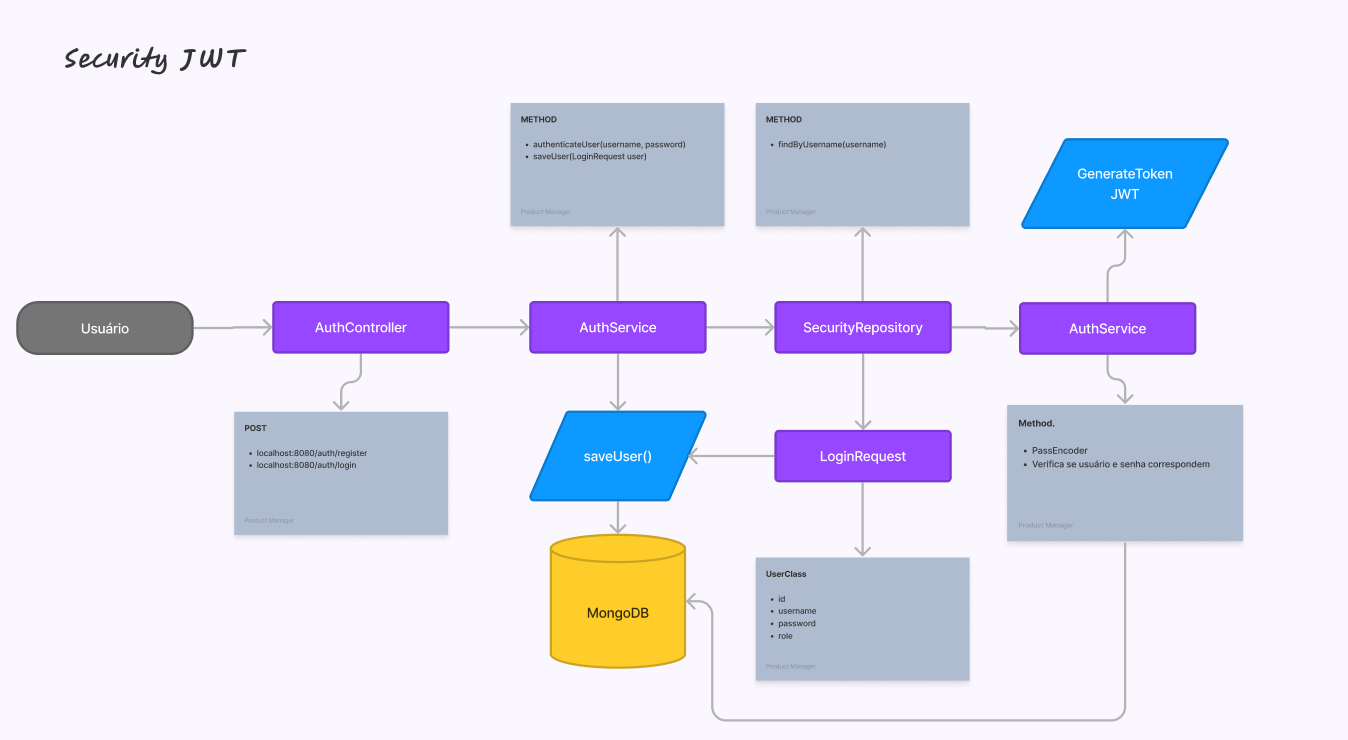 Security JWT
METHOD
• authenticateUser(username, password)
• saveUser(LoginRequest user)
Product Manager
METHOD
• findByUsername(username)
Product Manager
GenerateToken
JWT
Usuário
AuthController
AuthService
SecurityRepository
AuthService
POST
• localhost:8080/auth/register
• localhost:8080/auth/login
Product Manager
saveUser()
LoginRequest
Method.
• PassEncoder
• Verifica se usuário e senha correspondem
Product Manager
MongoDB
UserClass
• id
• username
• password
• role
Product Manager